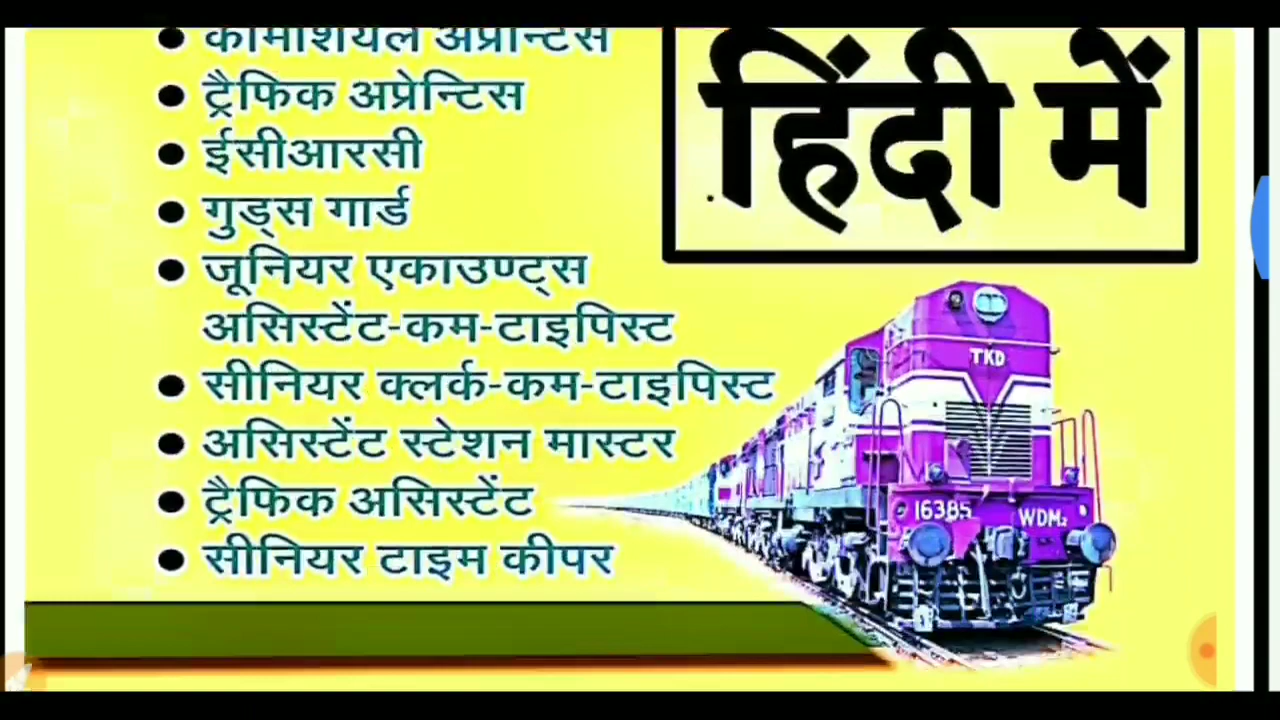 कॉमर्शियल अप्रेन्टिस
ट्रैफिक अप्रेन्टिस
ईसीआरसी
गुड्स गार्ड
जूनियर एकाउण्ट्स
असिस्टेंट-कम-टाइपिस्ट
सीनियर क्लर्क-कम-टाइपिस्ट
असिस्टेंट स्टेशन मास्टर
ट्रैफिक असिस्टेंट
सीनियर टाइम कीपर
हिंदी में
TKD
16385 WDM₂